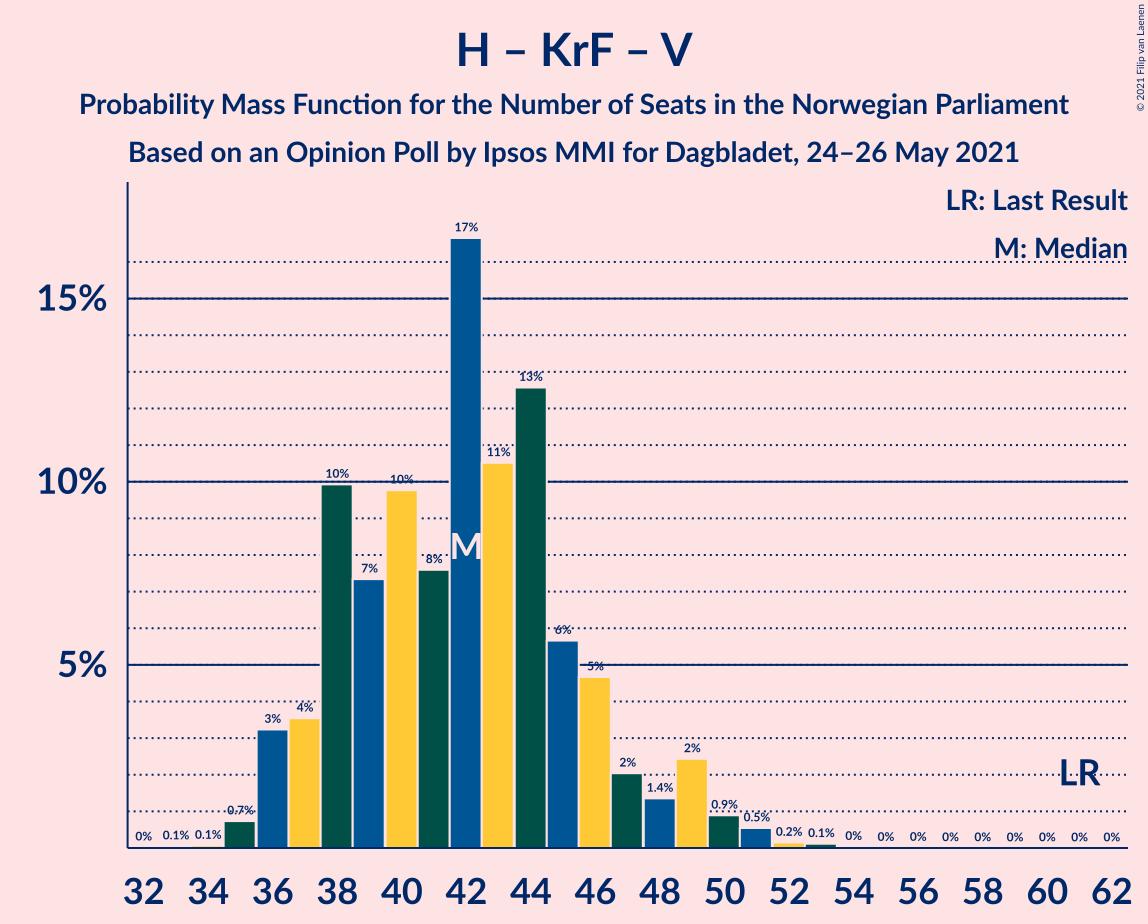 H – KrF – V
Probability Mass Function for the Number of Seats in the Norwegian Parliament
Based on an Opinion Poll by Ipsos MMI for Dagbladet, 24–26 May 2021
© 2021 Filip van Laenen
LR: Last Result
M: Median
15%
10%
5%
0% 0.1% 0.1% 0.7% 3% 4% 10% 7% 10% 8% 17% 11% 13% 6% 5% 2% 1.4% 2% 0.9% 0.5% 0.2% 0.1% 0% 0% 0% 0% 0% 0% 0% 0% 0%
M
LR
32 34 36 38 40 42 44 46 48 50 52 54 56 58 60 62